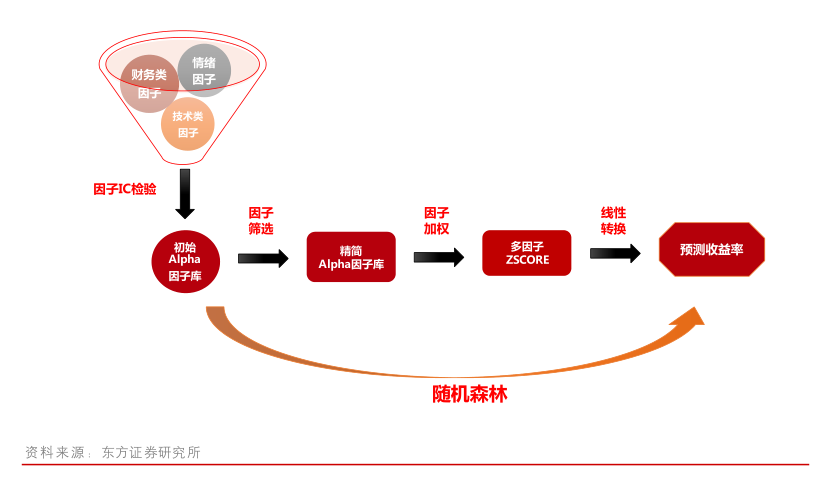 财务类
因子
情绪
因子
技术类
因子
因子IC检验
初始
Alpha
因子库
因子
筛选
精简
Alpha因子库
因子
加权
多因子
ZSCORE
线性
转换
预测收益率
随机森林
资料来源：东方证券研究所